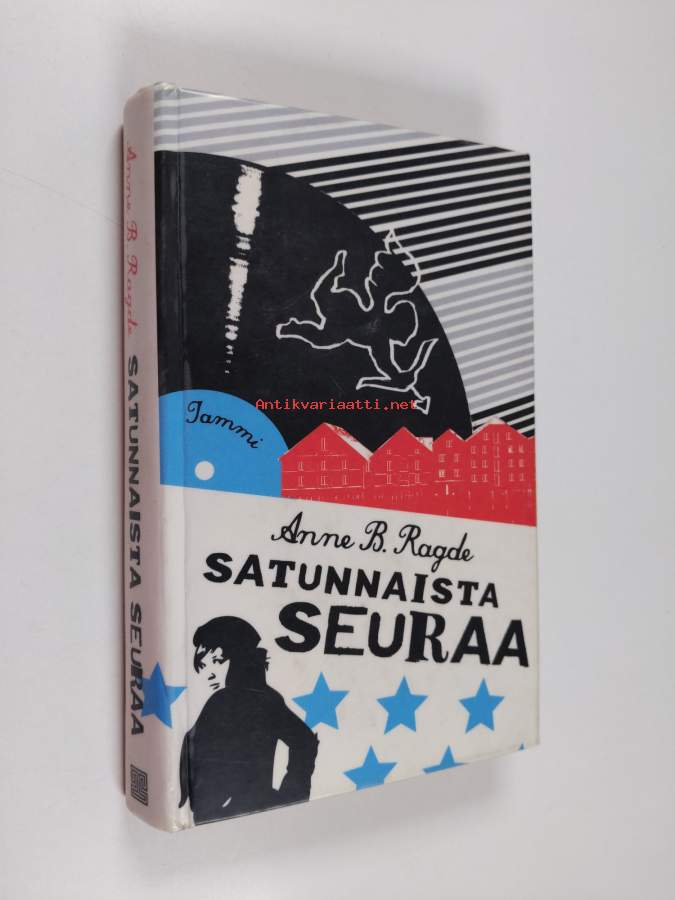 Anne B. Ragde SATUNNAISTA SEURAA
Antikvariaatti.net
Tammi
Anne B. Ragde
SATUNNAISTA
SEURAA